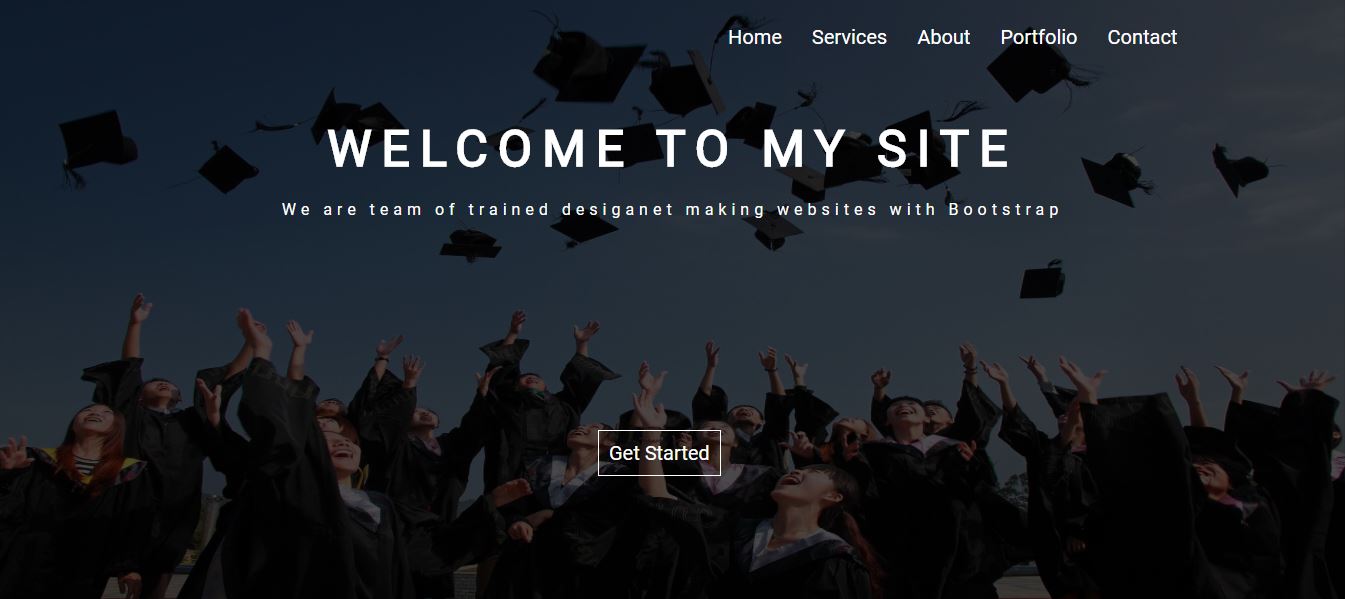 Home Services About Portfolio Contact
WELCOME TO MY SITE
We are team of trained desiganet making websites with Bootstrap
Get Started